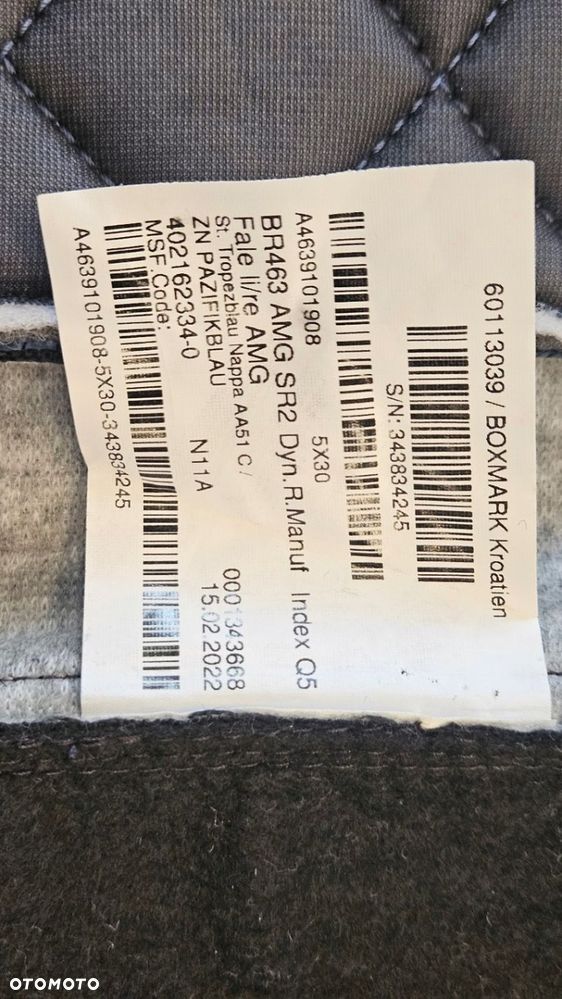 60113039 / BOXMARK Kroatien
S/N: 343834245
A4639101908 5X30
BR463 AMG SR2 Dyn.R.Manuf Index Q5
Fale li/re AMG
St. Tropezblau Nappa AA51 C /
ZN PAZIFIKBLAU N11A
0001343668
402162334-0 15.02.2022
MSF.Code:
A4639101908-5X30-343834245
OTOMOTO